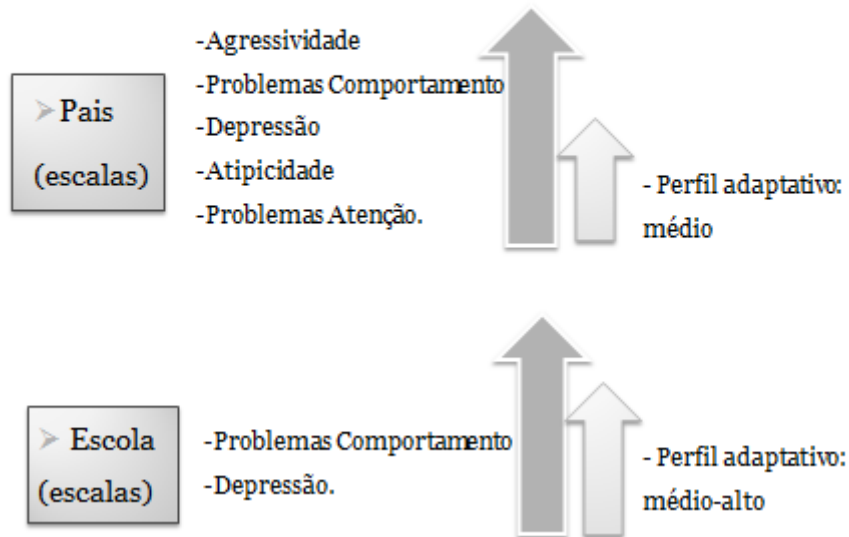 ➢ Pais
(escalas)
-Agressividade
-Problemas Comportamento
-Depressão
-Atipicidade
-Problemas Atenção.
- Perfil adaptativo:
médio
➢ Escola
(escalas)
-Problemas Comportamento
-Depressão.
- Perfil adaptativo:
médio-alto